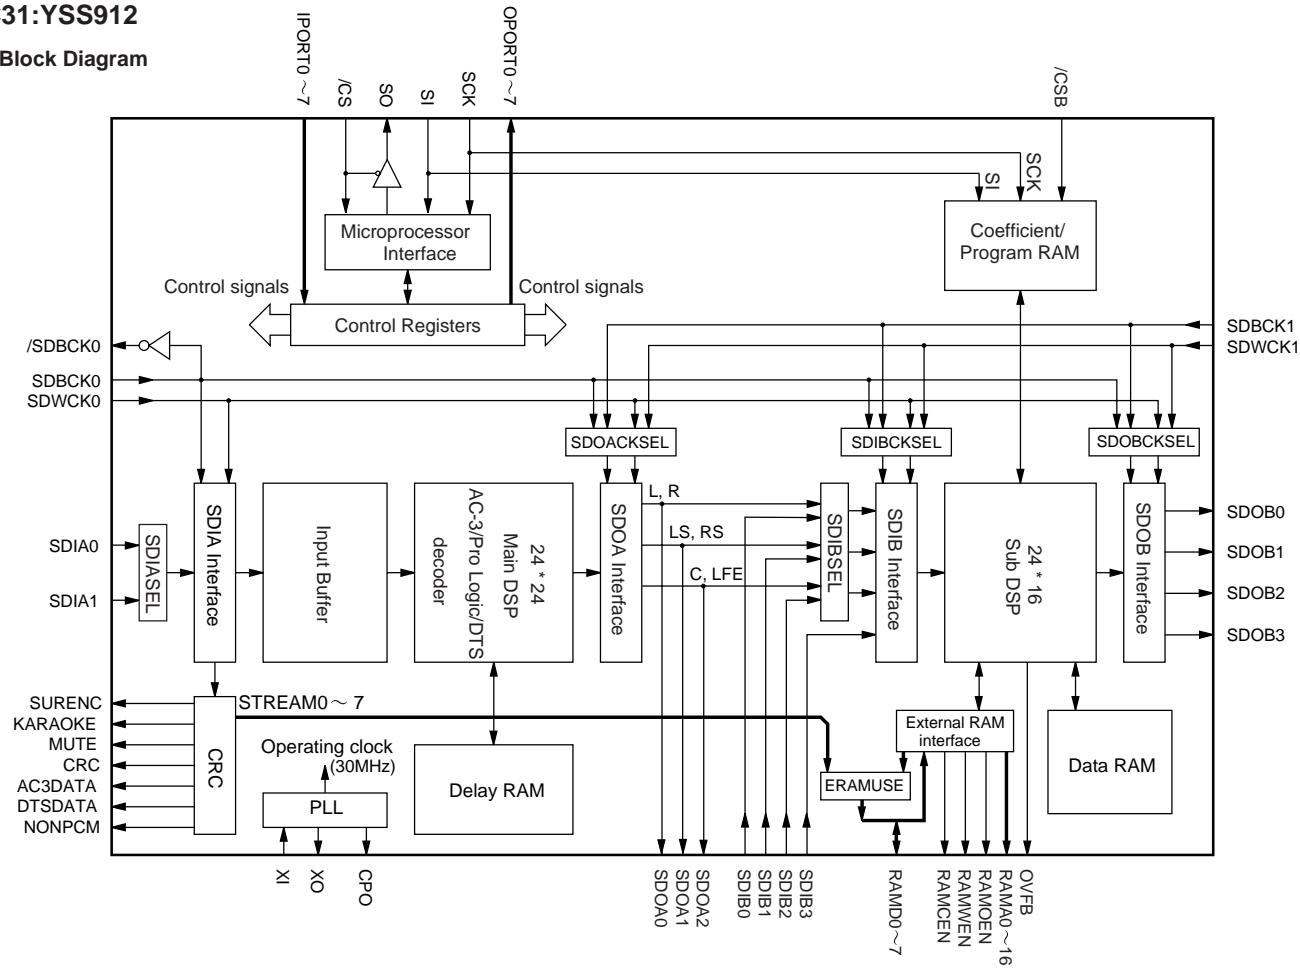 31:YSS912
Block Diagram
IPORT0～7
/CS
SO
SI
SCK
OPORT0～7
/CSB
SI
SCK
Microprocessor
Interface
Coefficient/
Program RAM
Control signals
Control signals
Control Registers
/SDBCK0
SDBCK0
SDWCK0
SDBCK1
SDWCK1
SDOACKSEL
SDIBCKSEL
SDOBCKSEL
SDIA0
SDIA1
SDIASEL
SDIA Interface
Input Buffer
24 * 24
Main DSP
AC-3/Pro Logic/DTS
decoder
SDOA Interface
L, R
LS, RS
C, LFE
SDIBSEL
SDIB Interface
24 * 16
Sub DSP
SDOB Interface
SDOB0
SDOB1
SDOB2
SDOB3
SURENC
KARAOKE
MUTE
CRC
AC3DATA
DTSDATA
NONPCM
CRC
STREAM0～ 7
Operating clock
(30MHz)
PLL
Delay RAM
External RAM
interface
ERAMUSE
Data RAM
XI
XO
CPO
SDOA0
SDOA1
SDOA2
SDIB0
SDIB1
SDIB2
SDIB3
RAMD0～7
RAMCEN
RAMWEN
RAMOEN
RAMA0～16
OVFB